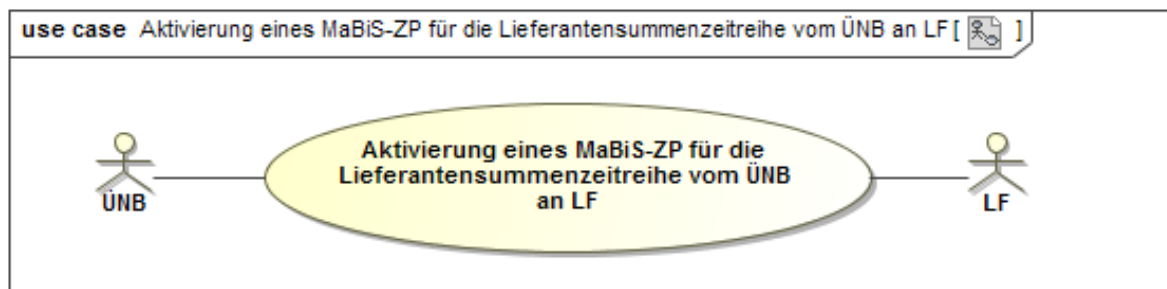 use case Aktivierung eines MaBiS-ZP für die Lieferantensummenzeitreihe vom ÜNB an LF [ ]
Aktivierung eines MaBiS-ZP für die
Lieferantensummenzeitreihe vom ÜNB
an LF
ÜNB
LF